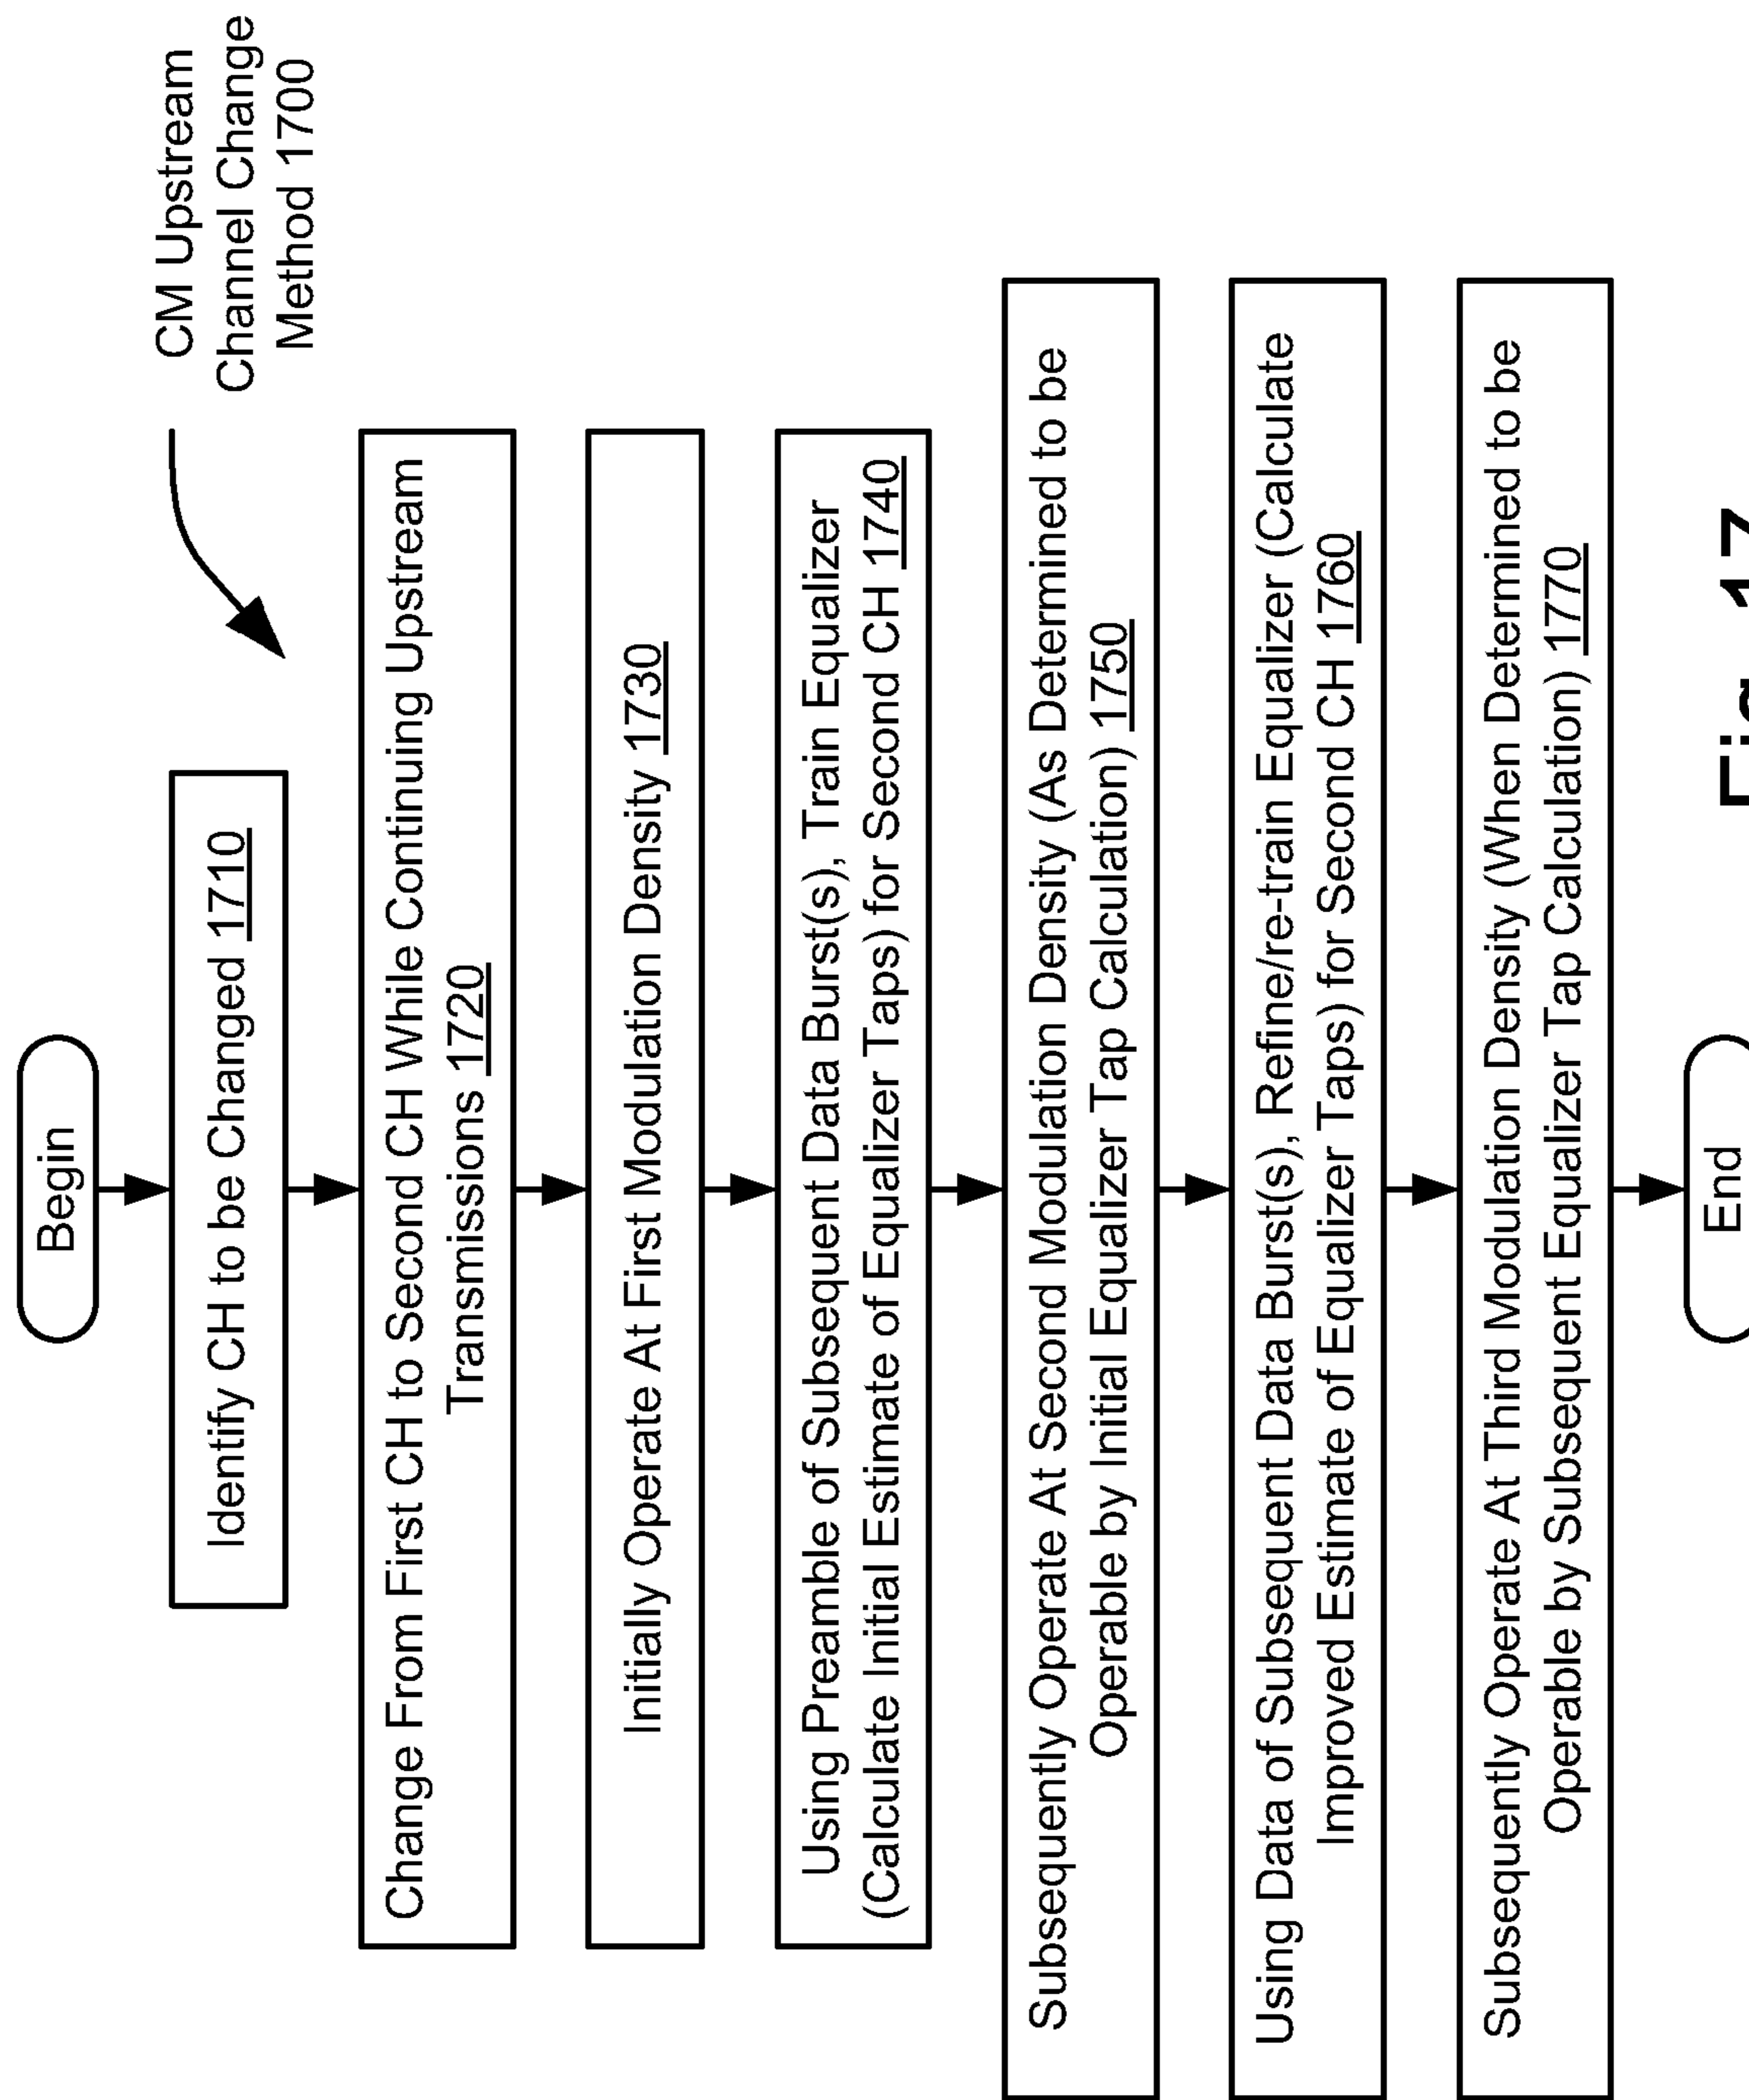 CM Upstream
Channel Change
Method 1700
Begin
Identify CH to be Changed 1710
Change From First CH to Second CH While Continuing Upstream
Transmissions 1720
Initially Operate At First Modulation Density 1730
Using Preamble of Subsequent Data Burst(s), Train Equalizer
(Calculate Initial Estimate of Equalizer Taps) for Second CH 1740
Subsequently Operate At Second Modulation Density (As Determined to be
Operable by Initial Equalizer Tap Calculation) 1750
Using Data of Subsequent Data Burst(s), Refine/re-train Equalizer (Calculate
Improved Estimate of Equalizer Taps) for Second CH 1760
Subsequently Operate At Third Modulation Density (When Determined to be
Operable by Subsequent Equalizer Tap Calculation) 1770
End
Fig. 17